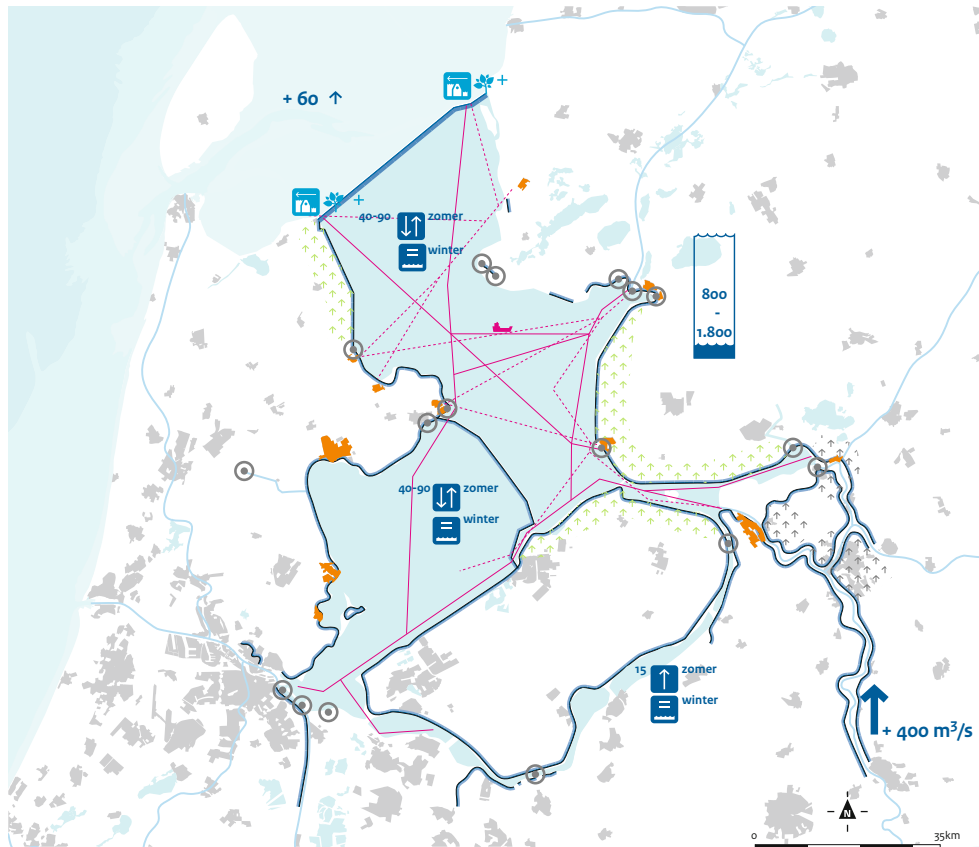 + 60 ↑
+
+
40-90 zomer
winter
800
-
1.800
40-90 zomer
winter
15 zomer
winter
+ 400 m³/s
N
0 35km